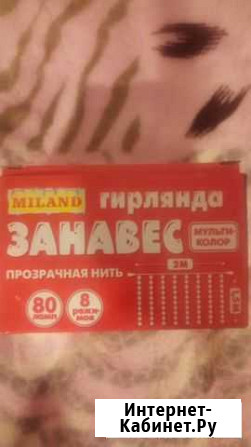 MILAND гирлянда
ЗАНАВЕС
МУЛЬТИ-
КОЛОР
ПРОЗРАЧНАЯ НИТЬ
2М
80
ламп
8
режи-
мов
Интернет-
Кабинет.Ру